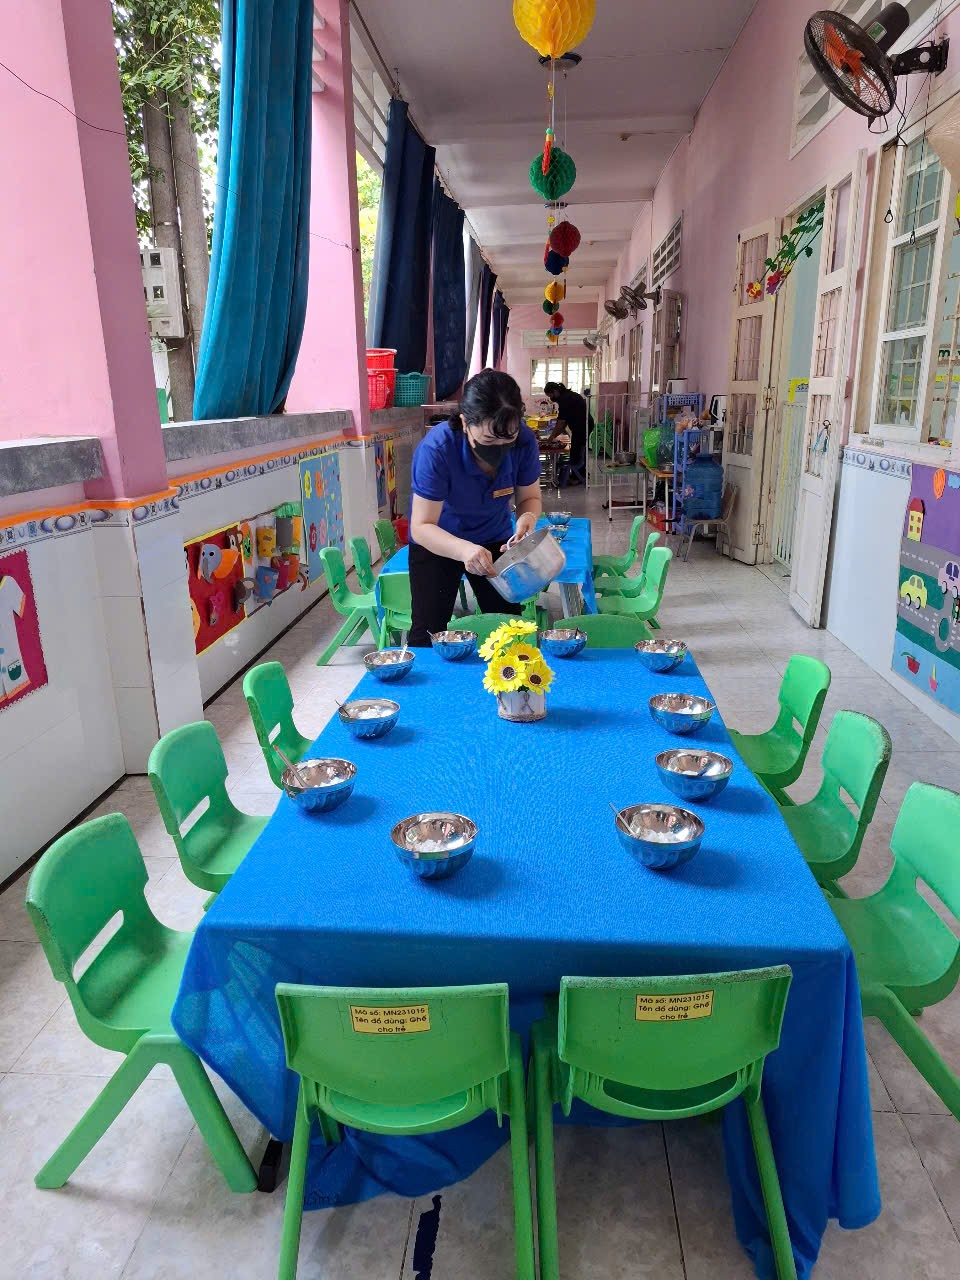 Mã số: MN231015
Tên đồ dùng: Ghế
cho trẻ
Mã số: MN231015
Tên đồ dùng: Ghế
cho trẻ